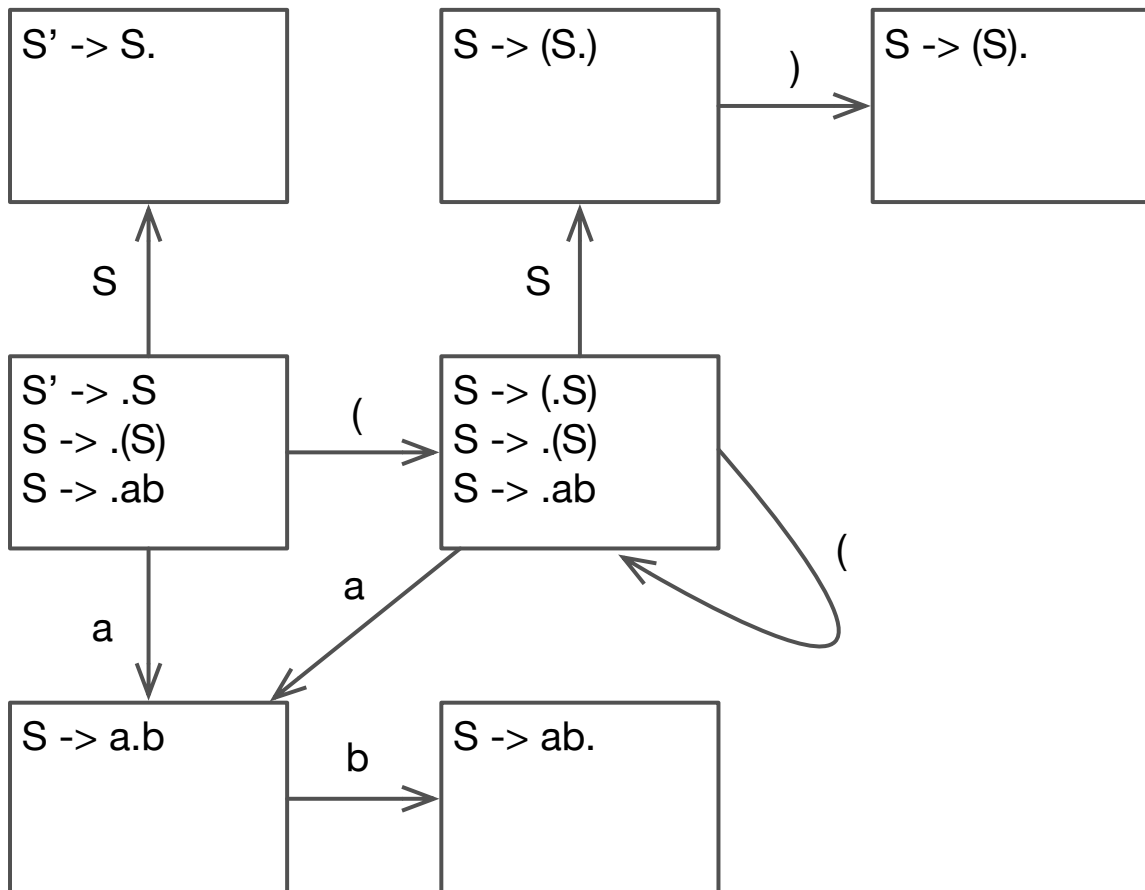 S’ -> S.
S -> (S.)
)
S -> (S).
S
S
S’ -> .S
S -> .(S)
S -> .ab
(
S -> (.S)
S -> .(S)
S -> .ab
(
a
a
S -> a.b
b
S -> ab.